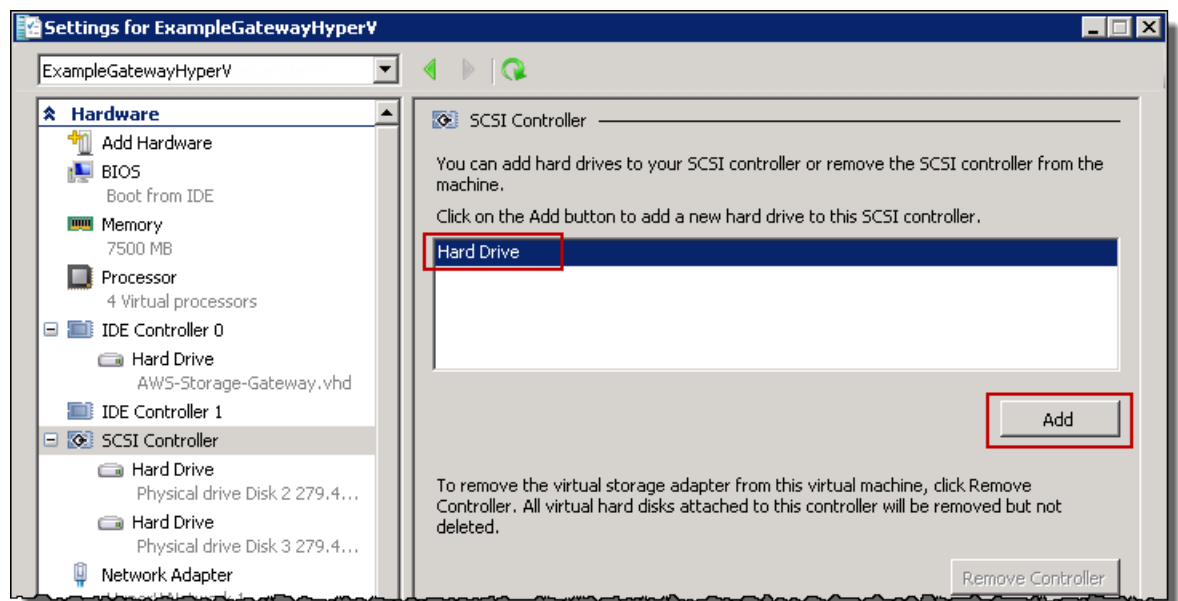 Settings for ExampleGatewayHyperV
ExampleGatewayHyperV
Hardware
Add Hardware
BIOS
Boot from IDE
Memory
7500 MB
Processor
4 Virtual processors
IDE Controller 0
Hard Drive
AWS-Storage-Gateway.vhd
IDE Controller 1
SCSI Controller
Hard Drive
Physical drive Disk 2 279.4...
Hard Drive
Physical drive Disk 3 279.4...
Network Adapter
SCSI Controller
You can add hard drives to your SCSI controller or remove the SCSI controller from the
machine.
Click on the Add button to add a new hard drive to this SCSI controller.
Hard Drive
Add
To remove the virtual storage adapter from this virtual machine, click Remove
Controller. All virtual hard disks attached to this controller will be removed but not
deleted.
Remove Controller